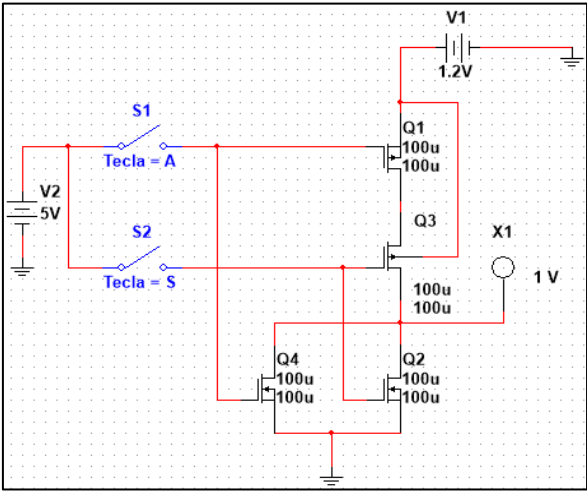 V1
1.2V
S1
Tecla = A
Q1
100u
100u
V2
5V
S2
Tecla = S
Q3
100u
100u
X1
1 V
Q4
100u
100u
Q2
100u
100u